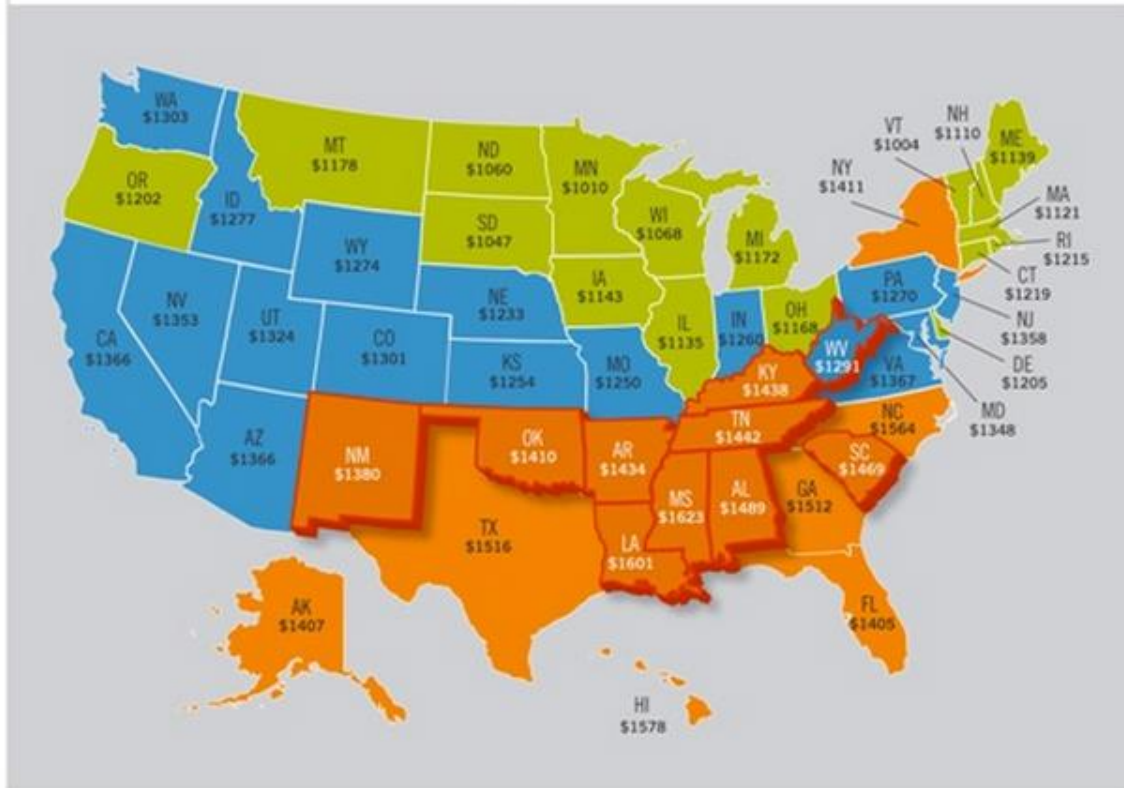 WA
$1303
MT
$1178
ND
$1060
MN
$1010
VT
$1004
NH
$1110
ME
$1139
OR
$1202
ID
$1277
SD
$1047
WI
$1068
MI
$1172
NY
$1411
MA
$1121
RI
$1215
CT
$1219
WY
$1274
IA
$1143
NE
$1233
PA
$1270
NJ
$1358
CA
$1366
NV
$1353
UT
$1324
CO
$1301
IL
$1135
IN
$1260
OH
$1168
DE
$1205
KS
$1254
MO
$1250
WV
$1291
VA
$1367
MD
$1348
KY
$1438
NC
$1564
AZ
$1366
NM
$1380
OK
$1410
AR
$1434
TN
$1442
SC
$1469
MS
$1623
AL
$1489
GA
$1512
TX
$1516
LA
$1601
AK
$1407
FL
$1405
HI
$1578